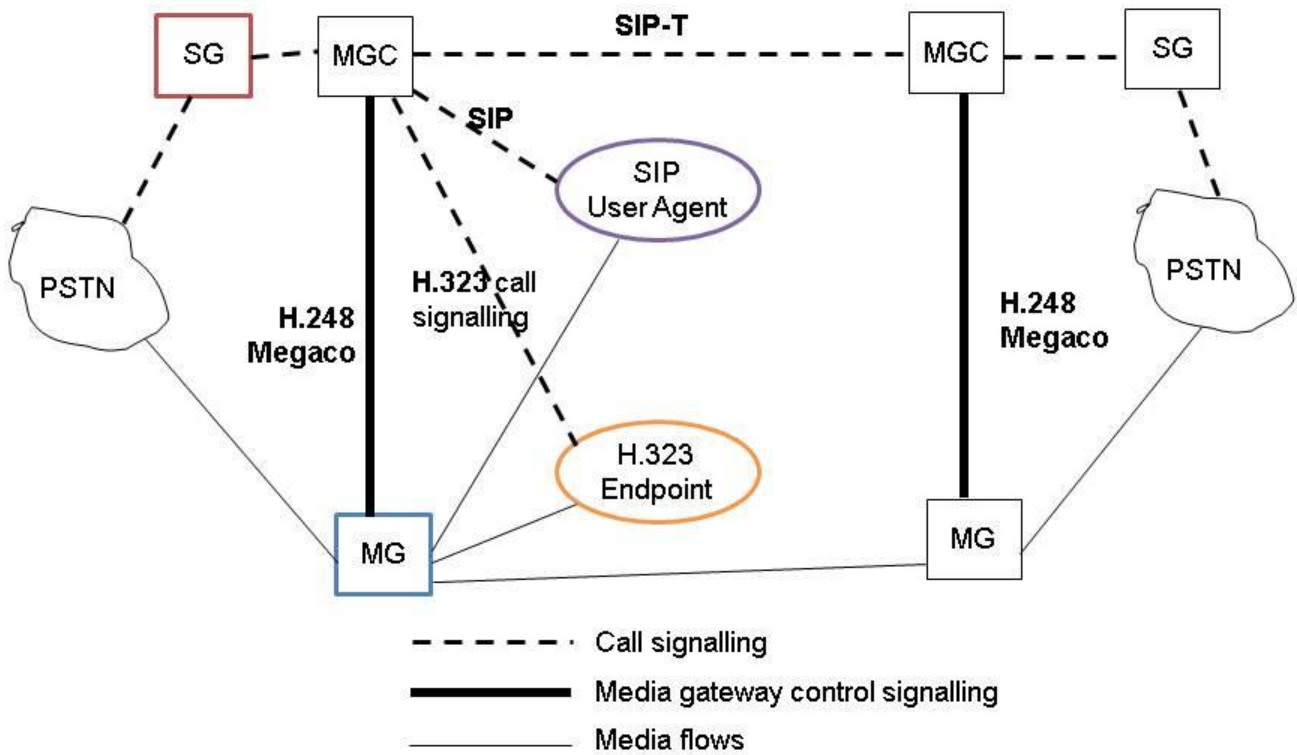 SIP-T
SG
MGC
MGC
SG
SIP
SIP
User Agent
PSTN
PSTN
H.323 call
signalling
H.248
Megaco
H.248
Megaco
H.323
Endpoint
MG
MG
Call signalling
Media gateway control signalling
Media flows